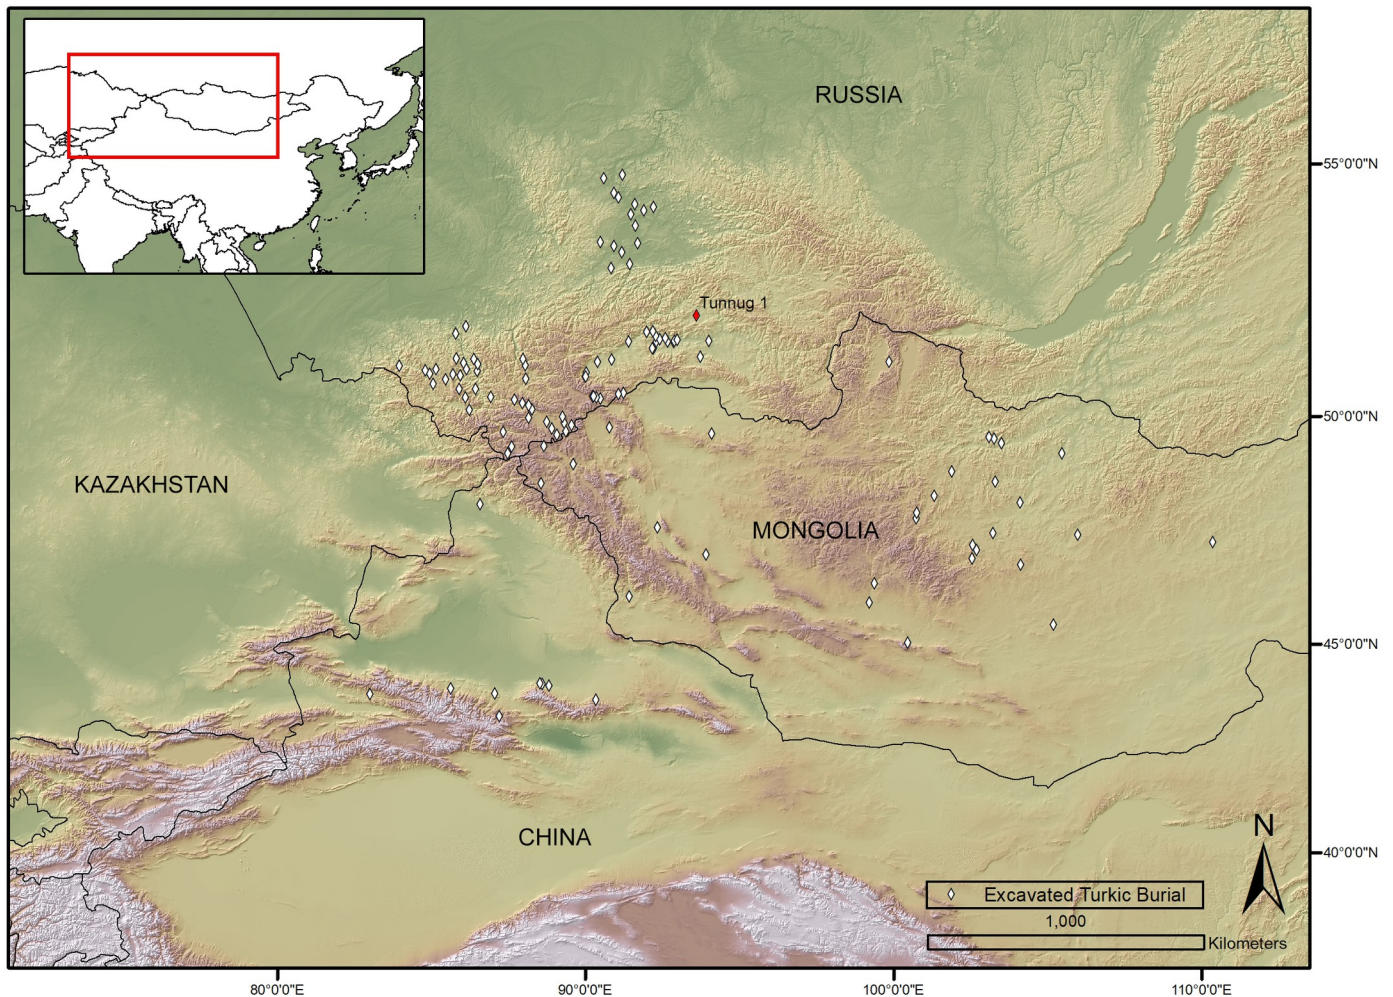 RUSSIA
55°0'0"N
Tunnug 1
50°0'0"N
KAZAKHSTAN
MONGOLIA
45°0'0"N
CHINA
N
40°0'0"N
Excavated Turkic Burial
1,000
Kilometers
80°0'0"E
90°0'0"E
100°0'0"E
110°0'0"E